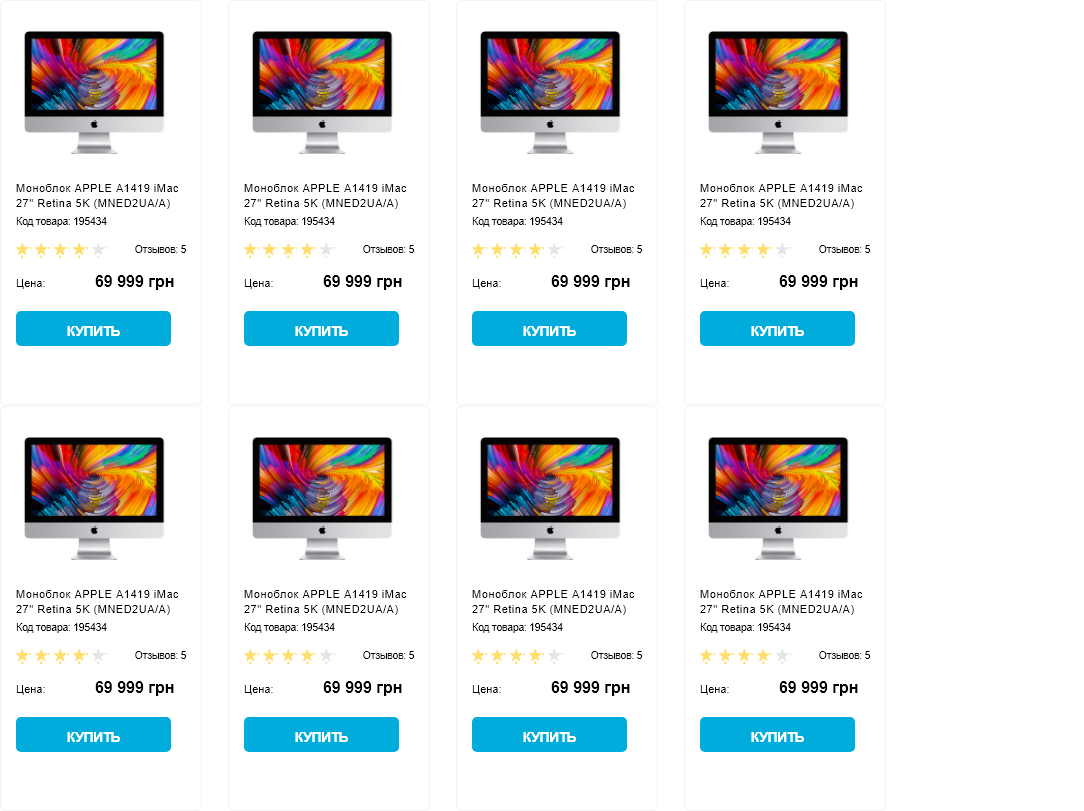 Моноблок APPLE A1419 iMac
27" Retina 5K (MNED2UA/A)
Код товара: 195434
Отзывов: 5
Цена: 69 999 грн
КУПИТЬ
Моноблок APPLE A1419 iMac
27" Retina 5K (MNED2UA/A)
Код товара: 195434
Отзывов: 5
Цена: 69 999 грн
КУПИТЬ
Моноблок APPLE A1419 iMac
27" Retina 5K (MNED2UA/A)
Код товара: 195434
Отзывов: 5
Цена: 69 999 грн
КУПИТЬ
Моноблок APPLE A1419 iMac
27" Retina 5K (MNED2UA/A)
Код товара: 195434
Отзывов: 5
Цена: 69 999 грн
КУПИТЬ
Моноблок APPLE A1419 iMac
27" Retina 5K (MNED2UA/A)
Код товара: 195434
Отзывов: 5
Цена: 69 999 грн
КУПИТЬ
Моноблок APPLE A1419 iMac
27" Retina 5K (MNED2UA/A)
Код товара: 195434
Отзывов: 5
Цена: 69 999 грн
КУПИТЬ
Моноблок APPLE A1419 iMac
27" Retina 5K (MNED2UA/A)
Код товара: 195434
Отзывов: 5
Цена: 69 999 грн
КУПИТЬ
Моноблок APPLE A1419 iMac
27" Retina 5K (MNED2UA/A)
Код товара: 195434
Отзывов: 5
Цена: 69 999 грн
КУПИТЬ